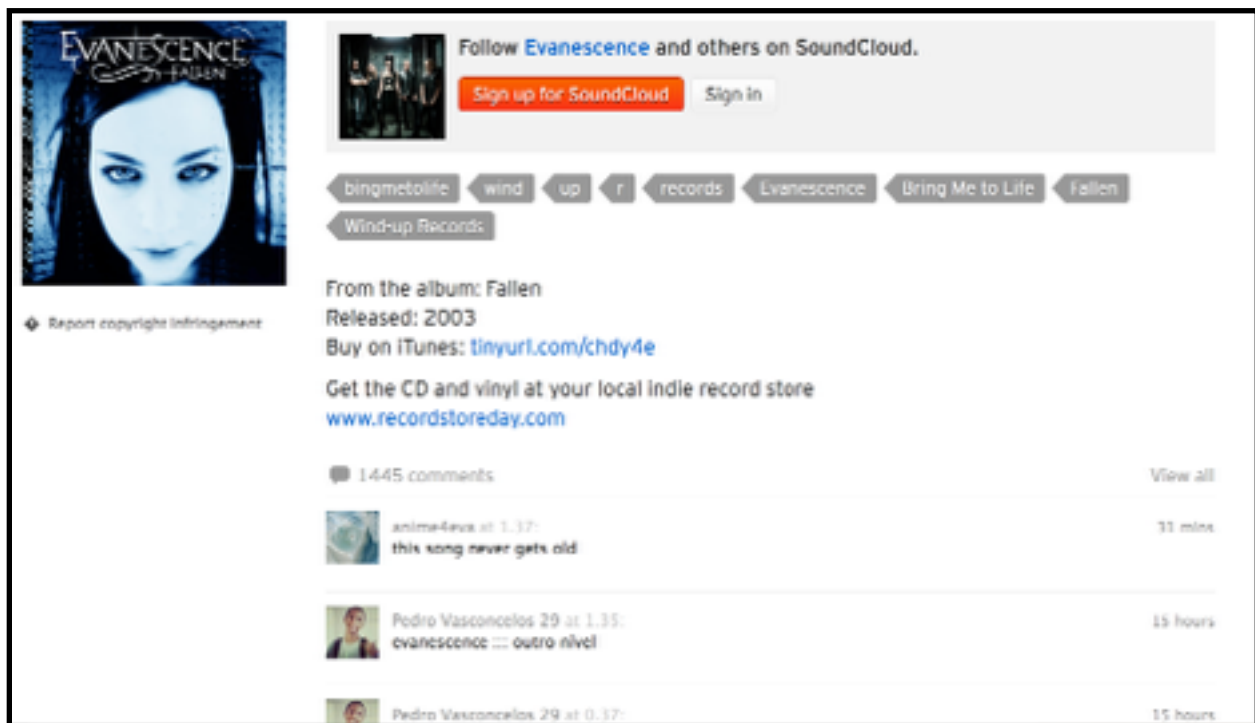 EVANESCENCE
FALLEN
Follow Evanescence and others on SoundCloud.
Sign up for SoundCloud Sign in
bingmetolife wind up r records Evanescence Bring Me to Life Fallen
Wind-up Records
From the album: Fallen
Released: 2003
Report copyright infringement
Buy on iTunes: tinyurl.com/chdy4e
Get the CD and vinyl at your local indie record store
www.recordstoreday.com
1445 comments View all
anime4eva at 1.37: 31 mins
this song never gets old
Pedro Vasconcelos 29 at 1.35: 15 hours
evanescence ::: outro nível
Pedro Vasconcelos 29 at 0.37: 15 hours